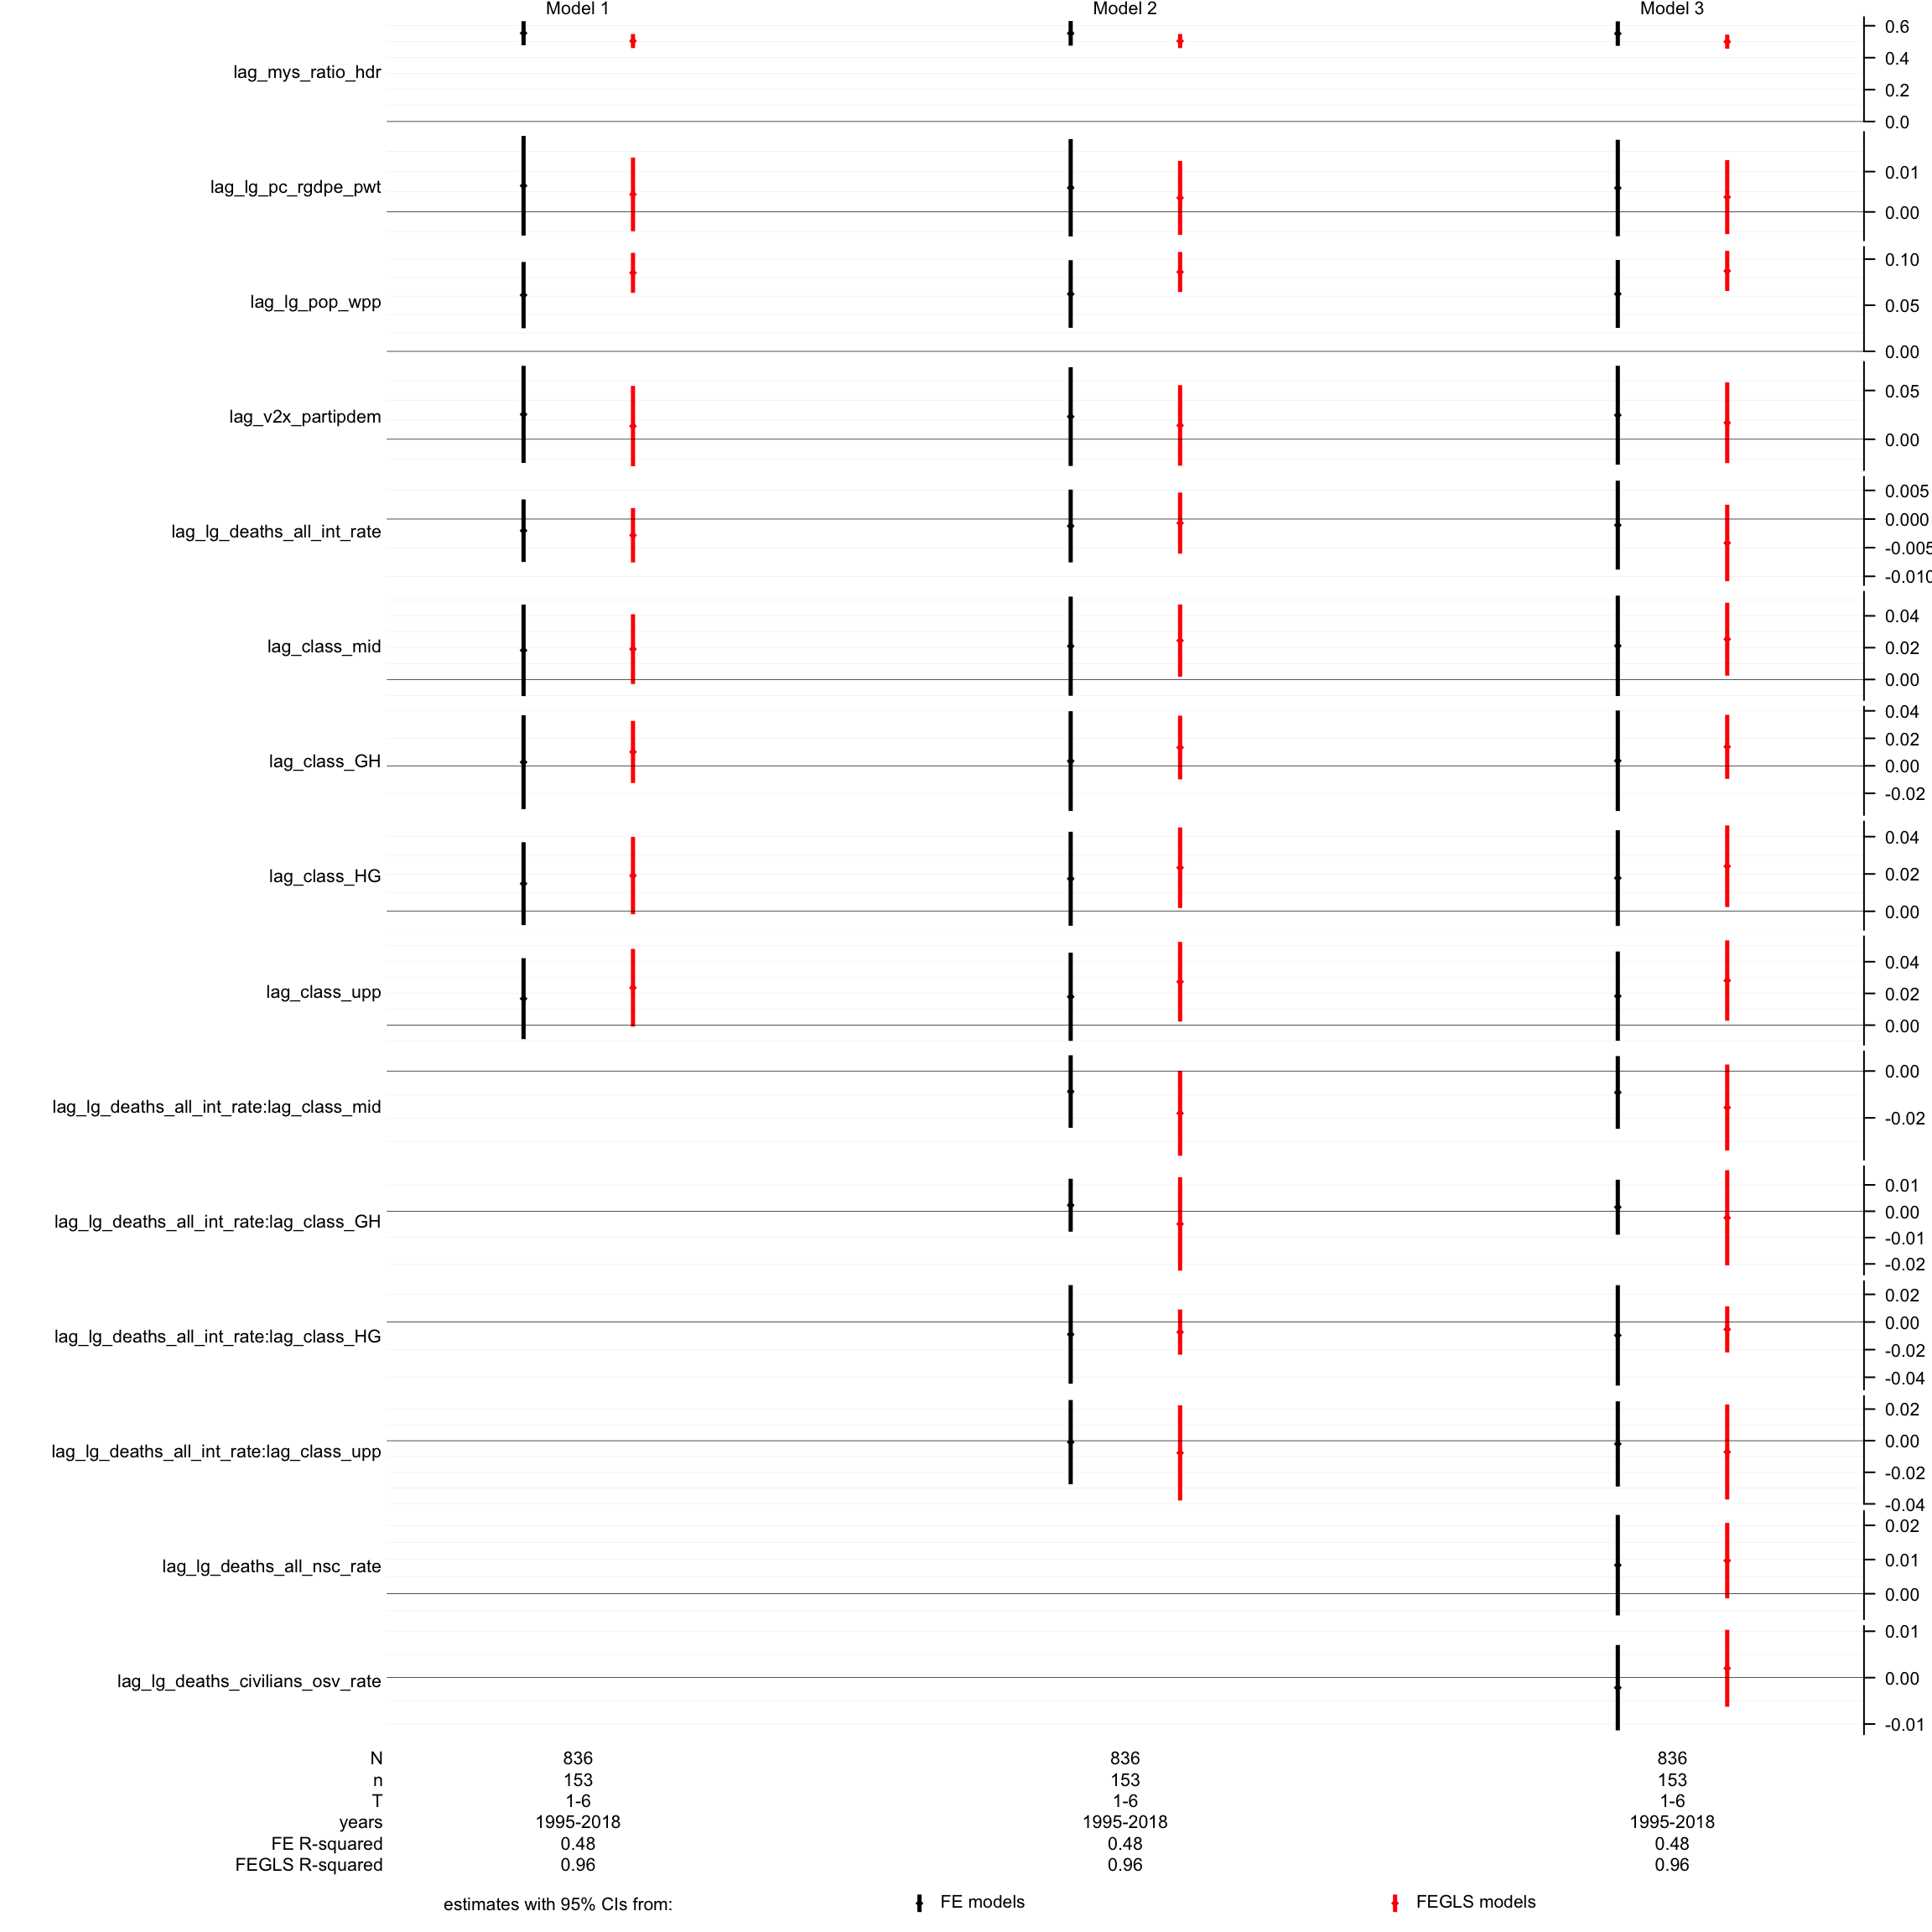 Model 1 Model 2 Model 3
lag_mys_ratio_hdr
0.6
0.4
0.2
0.0
lag_lg_pc_rgdpe_pwt
0.01
0.00
lag_lg_pop_wpp
0.10
0.05
0.00
lag_v2x_partipdem
0.05
0.00
lag_lg_deaths_all_int_rate
0.005
0.000
-0.005
-0.010
lag_class_mid
0.04
0.02
0.00
lag_class_GH
0.04
0.02
0.00
-0.02
lag_class_HG
0.04
0.02
0.00
lag_class_upp
0.04
0.02
0.00
lag_lg_deaths_all_int_rate:lag_class_mid
0.00
-0.02
lag_lg_deaths_all_int_rate:lag_class_GH
0.01
0.00
-0.01
-0.02
lag_lg_deaths_all_int_rate:lag_class_HG
0.02
0.00
-0.02
-0.04
lag_lg_deaths_all_int_rate:lag_class_upp
0.02
0.00
-0.02
-0.04
lag_lg_deaths_all_nsc_rate
0.02
0.01
0.00
lag_lg_deaths_civilians_osv_rate
0.01
0.00
-0.01
N 836 836 836
n 153 153 153
T 1-6 1-6 1-6
years 1995-2018 1995-2018 1995-2018
FE R-squared 0.48 0.48 0.48
FEGLS R-squared 0.96 0.96 0.96
estimates with 95% CIs from: FE models FEGLS models